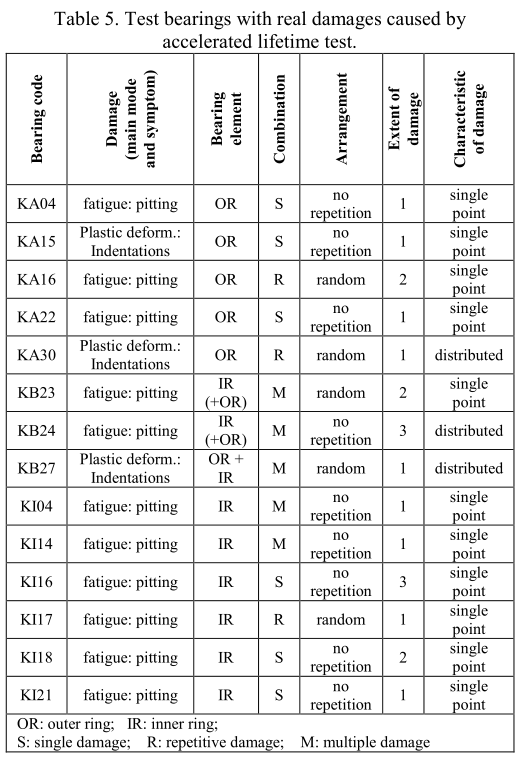 Table 5. Test bearings with real damages caused by
accelerated lifetime test.
Bearing code | Damage (main mode and symptom) | Bearing element | Combination | Arrangement | Extent of damage | Characteristic of damage
KA04 | fatigue: pitting | OR | S | no repetition | 1 | single point
KA15 | Plastic deform.: Indentations | OR | S | no repetition | 1 | single point
KA16 | fatigue: pitting | OR | R | random | 2 | single point
KA22 | fatigue: pitting | OR | S | no repetition | 1 | single point
KA30 | Plastic deform.: Indentations | OR | R | random | 1 | distributed
KB23 | fatigue: pitting | IR (+OR) | M | random | 2 | single point
KB24 | fatigue: pitting | IR (+OR) | M | no repetition | 3 | distributed
KB27 | Plastic deform.: Indentations | OR + IR | M | random | 1 | distributed
KI04 | fatigue: pitting | IR | M | no repetition | 1 | single point
KI14 | fatigue: pitting | IR | M | no repetition | 1 | single point
KI16 | fatigue: pitting | IR | S | no repetition | 3 | single point
KI17 | fatigue: pitting | IR | R | random | 1 | single point
KI18 | fatigue: pitting | IR | S | no repetition | 2 | single point
KI21 | fatigue: pitting | IR | S | no repetition | 1 | single point
OR: outer ring; IR: inner ring;
S: single damage; R: repetitive damage; M: multiple damage